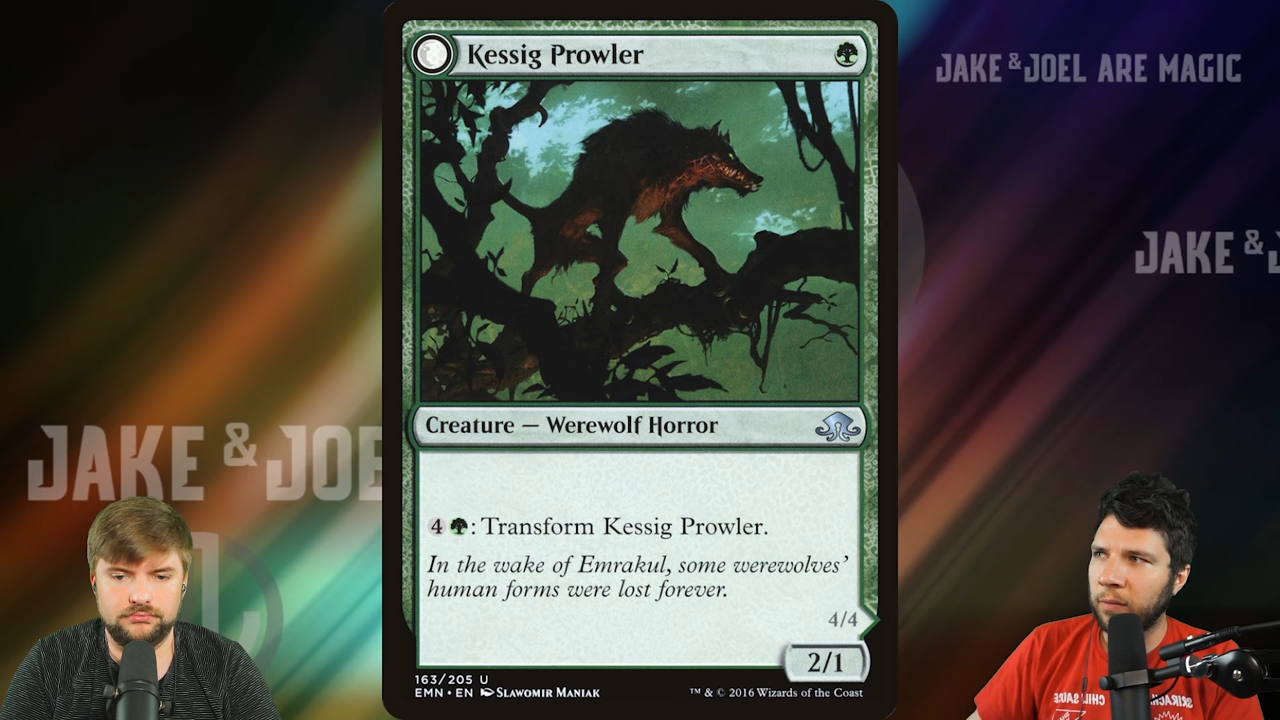 Kessig Prowler
JAKE & JOEL ARE MAGIC
JAKE &
Creature — Werewolf Horror
JAKE & JOE
4 : Transform Kessig Prowler.
In the wake of Emrakul, some werewolves’
human forms were lost forever.
4/4
2/1
163/205 U
EMN • EN SLAWOMIR MANIAK
™ & © 2016 Wizards of the Coast